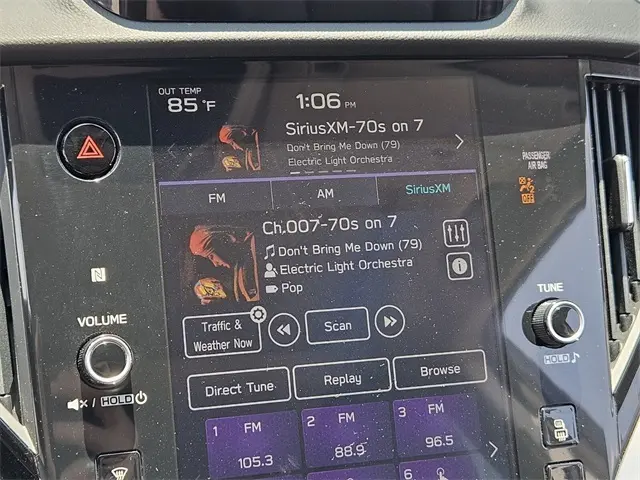 OUT TEMP
85°F
1:06 PM
SiriusXM-70s on 7
Don't Bring Me Down (79)
Electric Light Orchestra
FM
AM
SiriusXM
PASSENGER
AIR BAG
OFF
Ch.007-70s on 7
Don't Bring Me Down (79)
Electric Light Orchestra
Pop
N
VOLUME
TUNE
Traffic &
Weather Now
Scan
HOLD
/ HOLD
Direct Tune
Replay
Browse
1 FM
105.3
2 FM
88.9
3 FM
96.5
6